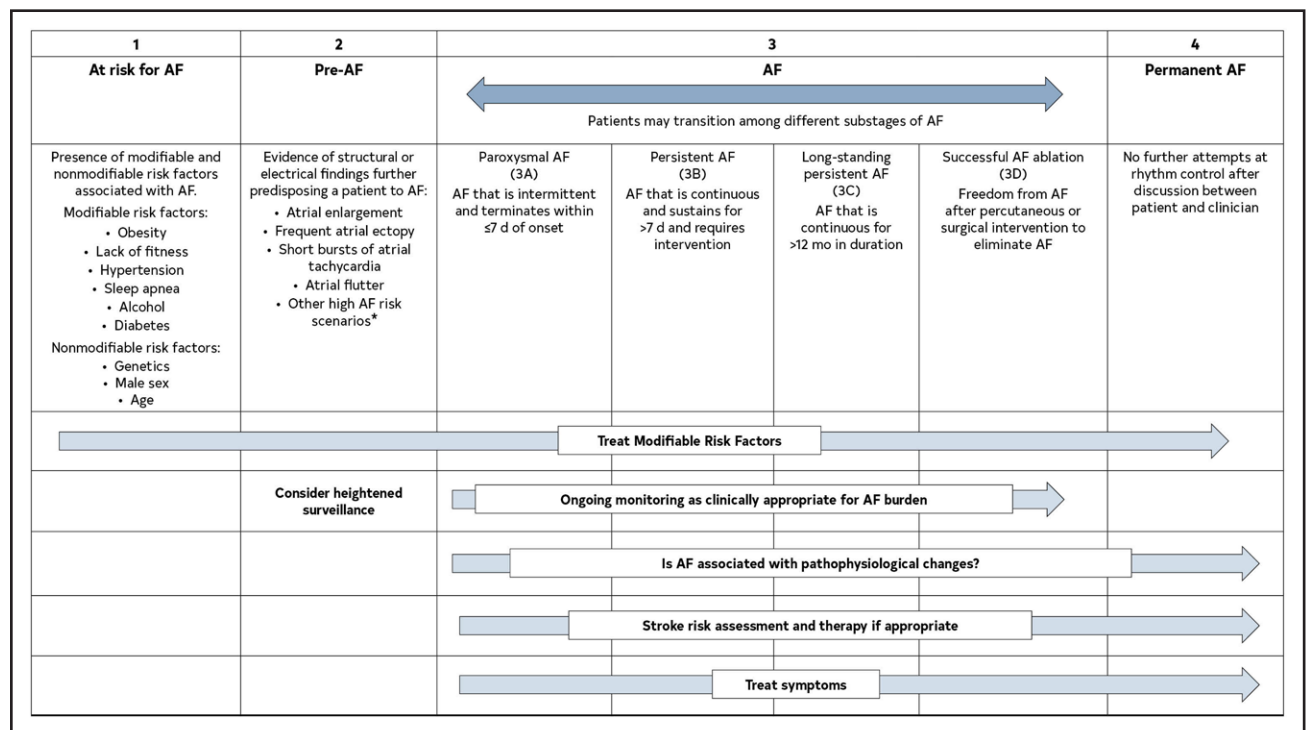 1
2
3
4
At risk for AF
Pre-AF
AF
Permanent AF
Patients may transition among different substages of AF
Presence of modifiable and
nonmodifiable risk factors
associated with AF.
Modifiable risk factors:
• Obesity
• Lack of fitness
• Hypertension
• Sleep apnea
• Alcohol
• Diabetes
Nonmodifiable risk factors:
• Genetics
• Male sex
• Age
Evidence of structural or
electrical findings further
predisposing a patient to AF:
• Atrial enlargement
• Frequent atrial ectopy
• Short bursts of atrial
tachycardia
• Atrial flutter
• Other high AF risk
scenarios*
Paroxysmal AF
(3A)
AF that is intermittent
and terminates within
≤7 d of onset
Persistent AF
(3B)
AF that is continuous
and sustains for
>7 d and requires
intervention
Long-standing
persistent AF
(3C)
AF that is
continuous for
>12 mo in duration
Successful AF ablation
(3D)
Freedom from AF
after percutaneous or
surgical intervention to
eliminate AF
No further attempts at
rhythm control after
discussion between
patient and clinician
Treat Modifiable Risk Factors
Consider heightened
surveillance
Ongoing monitoring as clinically appropriate for AF burden
Is AF associated with pathophysiological changes?
Stroke risk assessment and therapy if appropriate
Treat symptoms